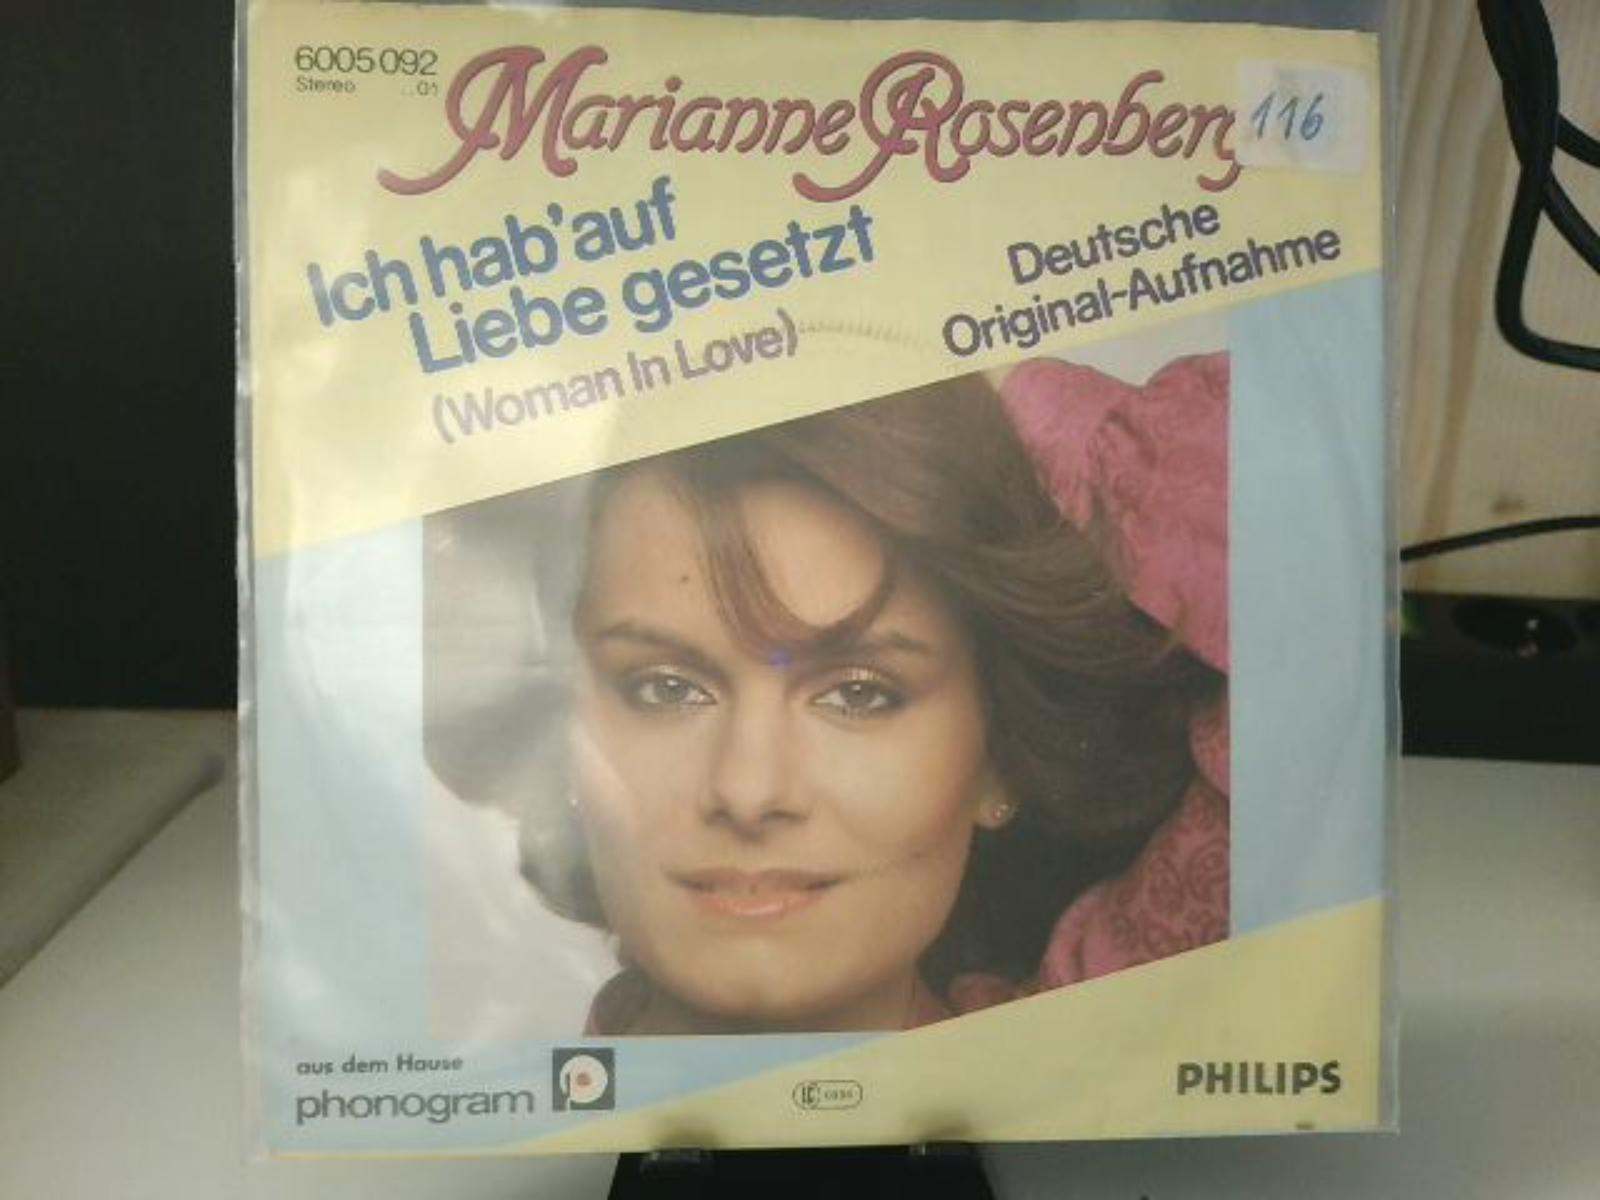 6005 092
Stereo ..01
Marianne Rosenberg
116
Ich hab' auf
Liebe gesetzt
(Woman In Love)
Deutsche
Original-Aufnahme
aus dem Hause
phonogram
PHILIPS